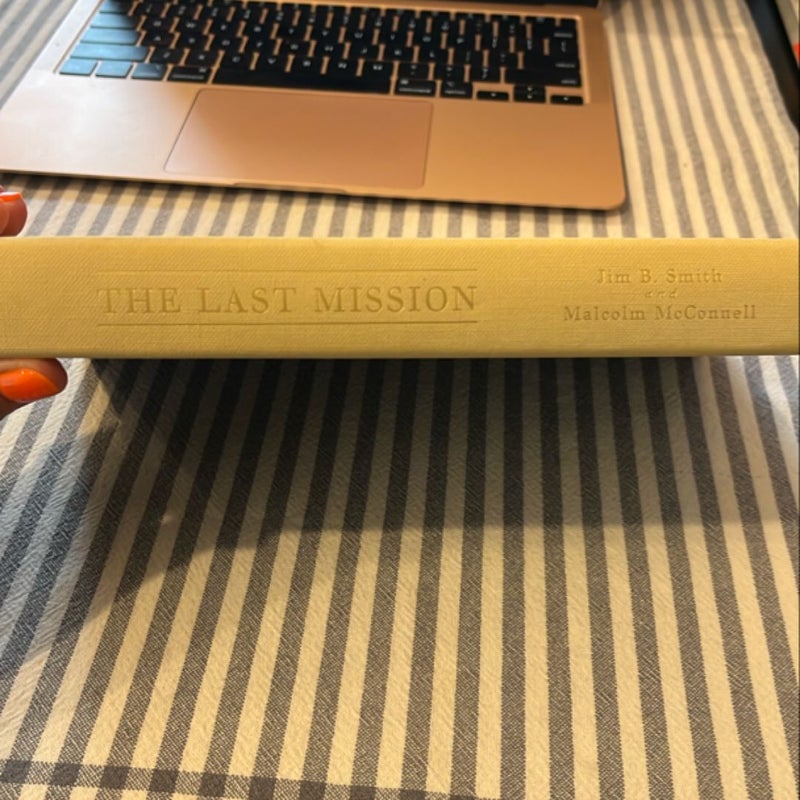 THE LAST MISSION
Jim B. Smith
and
Malcolm McConnell